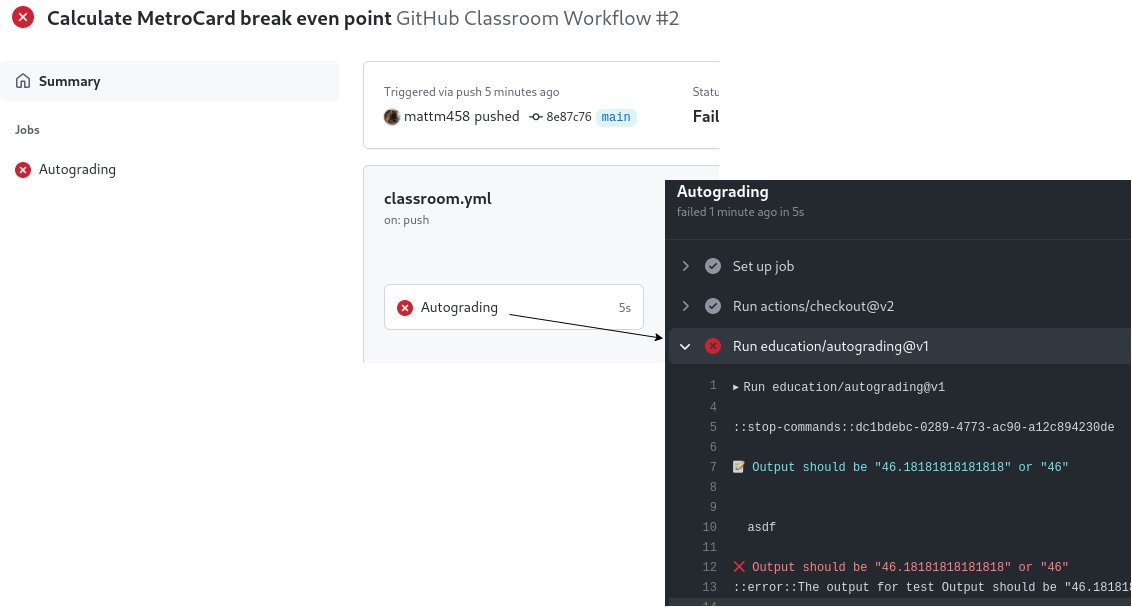 Calculate MetroCard break even point GitHub Classroom Workflow #2
Summary
Jobs
Autograding
Triggered via push 5 minutes ago
mattm458 pushed 8e87c76 main
Statu
Fail
classroom.yml
on: push
Autograding 5s
Autograding
failed 1 minute ago in 5s
Set up job
Run actions/checkout@v2
Run education/autograding@v1
1 Run education/autograding@v1
4
5 ::stop-commands::dc1bdebc-0289-4773-ac90-a12c894230de
6
7 Output should be "46.18181818181818" or "46"
8
9
10 asdf
11
12 Output should be "46.18181818181818" or "46"
13 ::error::The output for test Output should be "46.18181
14